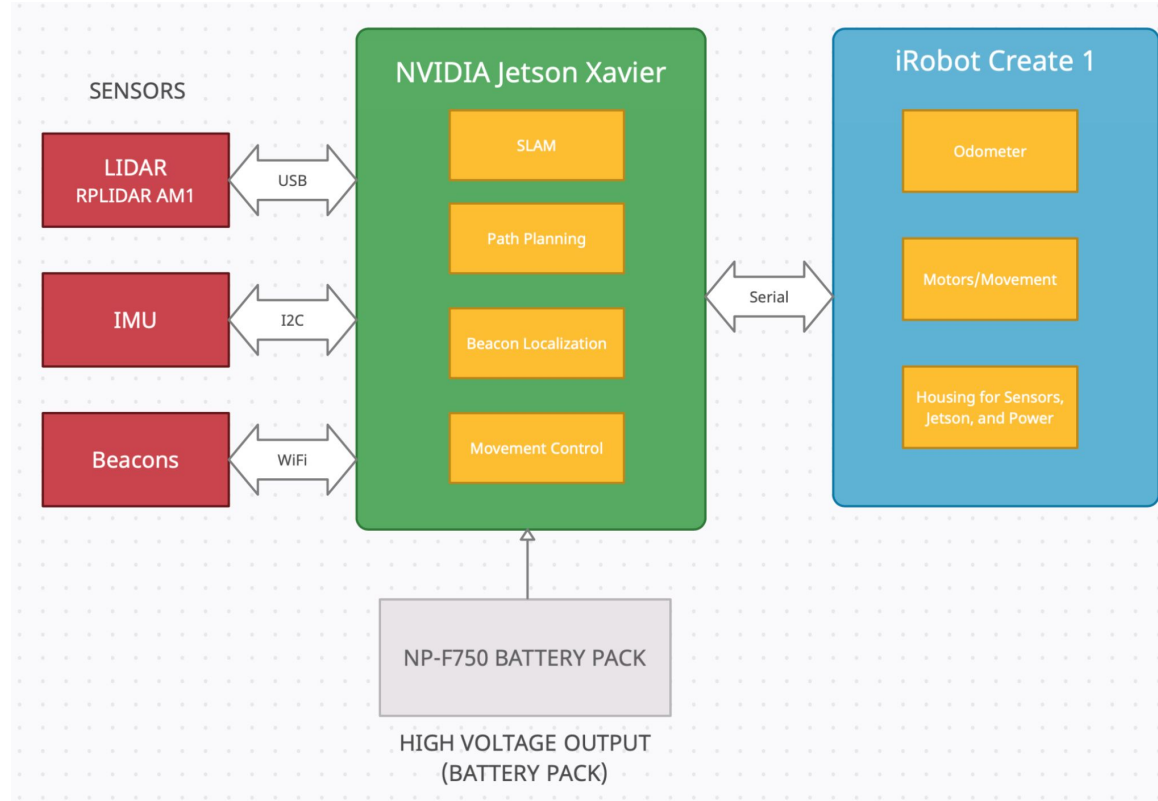 SENSORS
LIDAR
RPLIDAR AM1
USB
IMU
I2C
Beacons
WiFi
NVIDIA Jetson Xavier
SLAM
Path Planning
Beacon Localization
Movement Control
Serial
iRobot Create 1
Odometer
Motors/Movement
Housing for Sensors,
Jetson, and Power
NP-F750 BATTERY PACK
HIGH VOLTAGE OUTPUT
(BATTERY PACK)